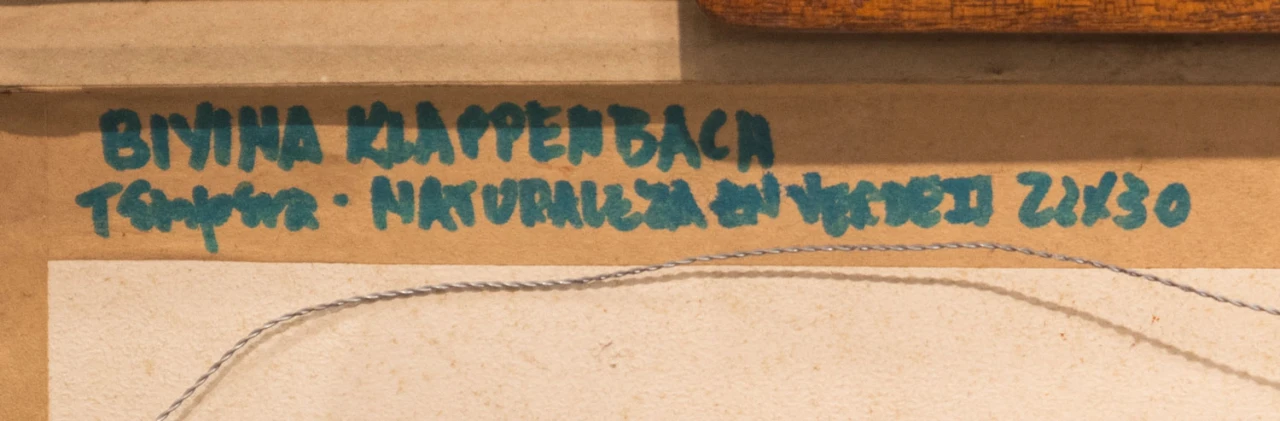 BIYINA KLAPPENBACH
Tempera · NATURALEZA EN VERDE II 22X30